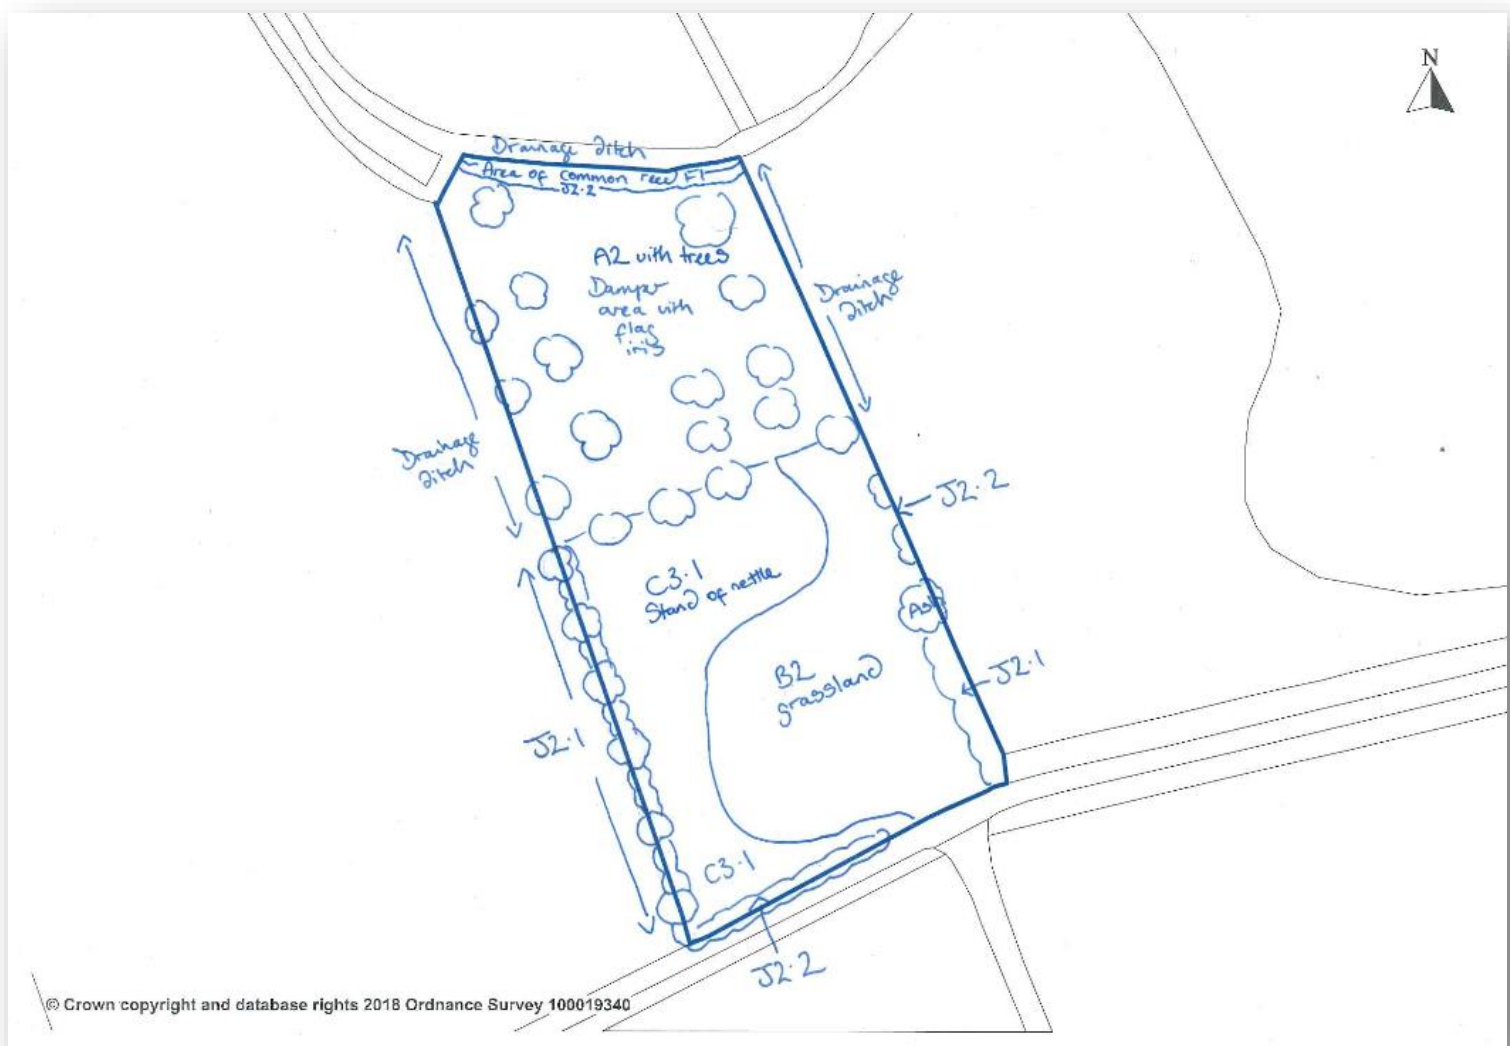 N
Drainage ditch
Area of common reed F1
J2.2
A2 with trees
Damper
area with
flag
iris
Drainage
ditch
Drainage
ditch
J2.2
C3.1
Stand of nettle
Ash
B2
grassland
J2.1
J2.1
C3.1
J2.2
© Crown copyright and database rights 2018 Ordnance Survey 100019340